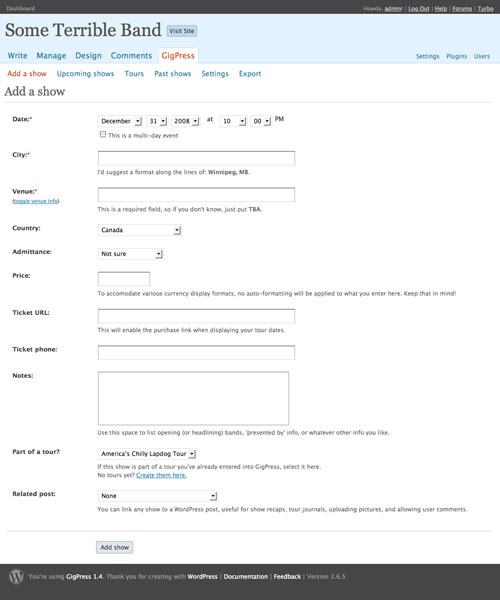 Dashboard Howdy, admin! | Log Out | Help | Forums | Turbo
Some Terrible Band Visit Site
Write Manage Design Comments GigPress Settings Plugins Users
Add a show Upcoming shows Tours Past shows Settings Export
Add a show
Date:* December 31 2008 at 10 00 PM
This is a multi-day event
City:*
I'd suggest a format along the lines of: Winnipeg, MB.
Venue:*
(toggle venue info)
This is a required field, so if you don't know, just put TBA.
Country: Canada
Admittance: Not sure
Price:
To accomodate various currency display formats, no auto-formatting will be applied to what you enter here. Keep that in mind!
Ticket URL:
This will enable the purchase link when displaying your tour dates.
Ticket phone:
Notes:
Use this space to list opening (or headlining) bands, 'presented by' info, or whatever other info you like.
Part of a tour? America's Chilly Lapdog Tour
If this show is part of a tour you've already entered into GigPress, select it here.
No tours yet? Create them here.
Related post: None
You can link any show to a WordPress post, useful for show recaps, tour journals, uploading pictures, and allowing user comments.
Add show
You're using GigPress 1.4. Thank you for creating with WordPress | Documentation | Feedback | Version 2.6.5